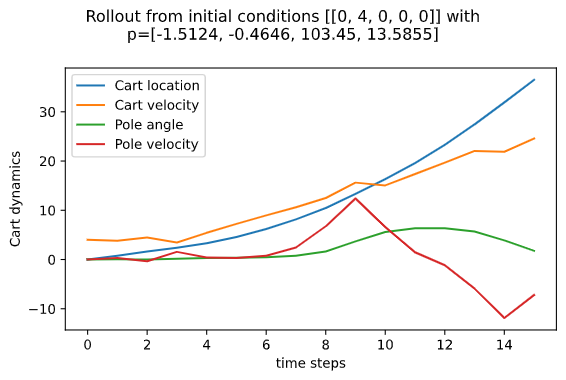 Rollout from initial conditions [[0, 4, 0, 0, 0]] with
p=[-1.5124, -0.4646, 103.45, 13.5855]
Cart location
Cart velocity
Pole angle
Pole velocity
Cart dynamics
30
20
10
0
−10
0 2 4 6 8 10 12 14
time steps